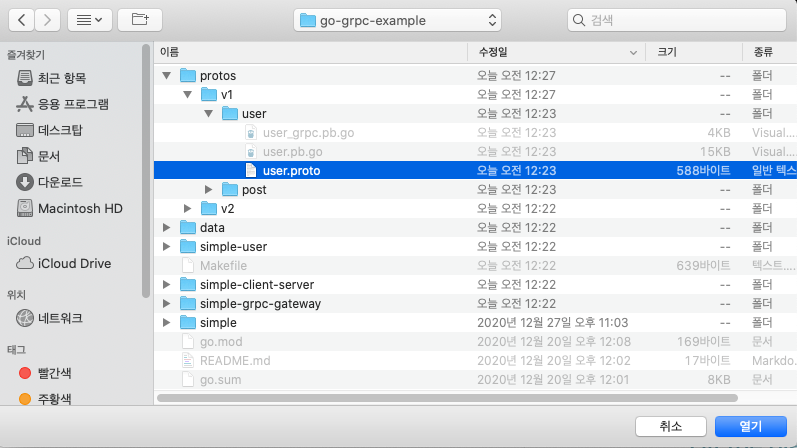 go-grpc-example
검색
즐겨찾기
최근 항목
응용 프로그램
데스크탑
문서
다운로드
Macintosh HD
iCloud
iCloud Drive
위치
네트워크
태그
빨간색
주황색
이름 수정일 크기 종류
protos 오늘 오전 12:27 -- 폴더
v1 오늘 오전 12:27 -- 폴더
user 오늘 오전 12:23 -- 폴더
user_grpc.pb.go 오늘 오전 12:23 4KB Visual....
user.pb.go 오늘 오전 12:23 15KB Visual....
user.proto 오늘 오전 12:23 588바이트 일반 텍스
post 오늘 오전 12:23 -- 폴더
v2 오늘 오전 12:22 -- 폴더
data 오늘 오전 12:22 -- 폴더
simple-user 오늘 오전 12:22 -- 폴더
Makefile 오늘 오전 12:22 639바이트 텍스트....
simple-client-server 오늘 오전 12:22 -- 폴더
simple-grpc-gateway 오늘 오전 12:22 -- 폴더
simple 2020년 12월 27일 오후 11:03 -- 폴더
go.mod 2020년 12월 20일 오후 12:08 169바이트 문서
README.md 2020년 12월 20일 오후 12:02 17바이트 Markdo...
go.sum 2020년 12월 20일 오후 12:01 8KB 문서
취소 열기